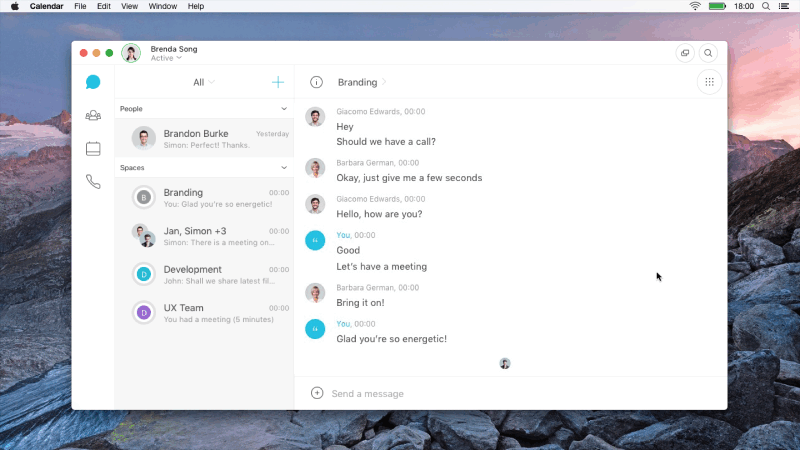 Calendar File Edit View Window Help 18:00
Brenda Song
Active
All
Branding
People
Brandon Burke Yesterday
Simon: Perfect! Thanks.
Spaces
B
Branding 00:00
You: Glad you're so energetic!
Jan, Simon +3 00:00
Simon: There is a meeting on...
D
Development 00:00
John: Shall we share latest fil...
D
UX Team 00:00
You had a meeting (5 minutes)
Giacomo Edwards, 00:00
Hey
Should we have a call?
Barbara German, 00:00
Okay, just give me a few seconds
Giacomo Edwards, 00:00
Hello, how are you?
You, 00:00
Good
Let's have a meeting
Barbara German, 00:00
Bring it on!
You, 00:00
Glad you're so energetic!
Send a message